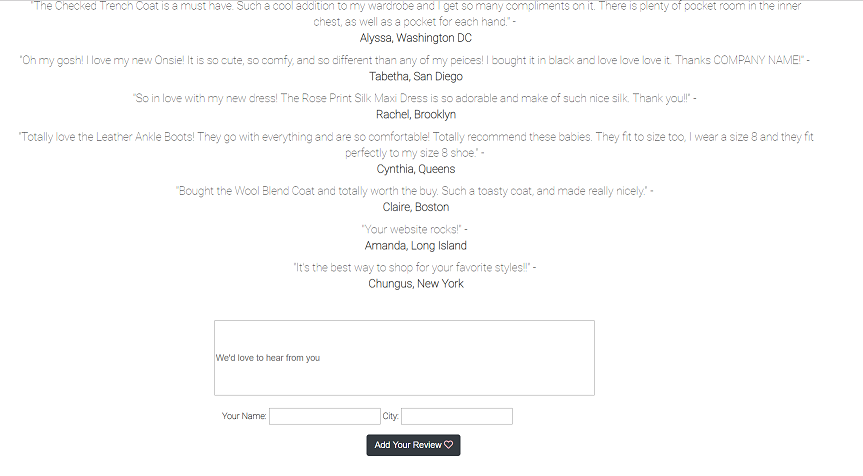 "The Checked Trench Coat is a must have. Such a cool addition to my wardrobe and I get so many compliments on it. There is plenty of pocket room in the inner
chest, as well as a pocket for each hand." -
Alyssa, Washington DC
"Oh my gosh! I love my new Onsie! It is so cute, so comfy, and so different than any of my peices! I bought it in black and love love love it. Thanks COMPANY NAME!" -
Tabetha, San Diego
"So in love with my new dress! The Rose Print Silk Maxi Dress is so adorable and make of such nice silk. Thank you!!" -
Rachel, Brooklyn
"Totally love the Leather Ankle Boots! They go with everything and are so comfortable! Totally recommend these babies. They fit to size too, I wear a size 8 and they fit
perfectly to my size 8 shoe." -
Cynthia, Queens
"Bought the Wool Blend Coat and totally worth the buy. Such a toasty coat, and made really nicely." -
Claire, Boston
"Your website rocks!" -
Amanda, Long Island
"It's the best way to shop for your favorite styles!!" -
Chungus, New York
We'd love to hear from you
Your Name: City:
Add Your Review ♡